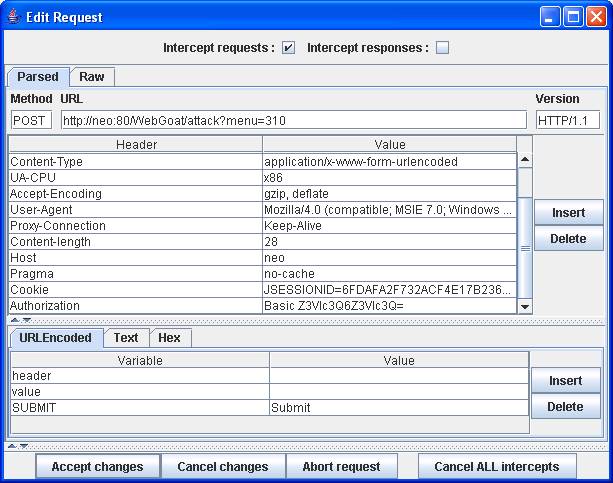 Edit Request
Intercept requests : Intercept responses :
Parsed Raw
Method URL Version
POST http://neo:80/WebGoat/attack?menu=310 HTTP/1.1
Header Value
Content-Type application/x-www-form-urlencoded
UA-CPU x86
Accept-Encoding gzip, deflate
User-Agent Mozilla/4.0 (compatible; MSIE 7.0; Windows ...
Proxy-Connection Keep-Alive
Content-length 28
Host neo
Pragma no-cache
Cookie JSESSIONID=6FDAFA2F732ACF4E17B236...
Authorization Basic Z3Vlc3Q6Z3Vlc3Q=
Insert
Delete
URLEncoded Text Hex
Variable Value
header
value
SUBMIT Submit
Insert
Delete
Accept changes Cancel changes Abort request Cancel ALL intercepts